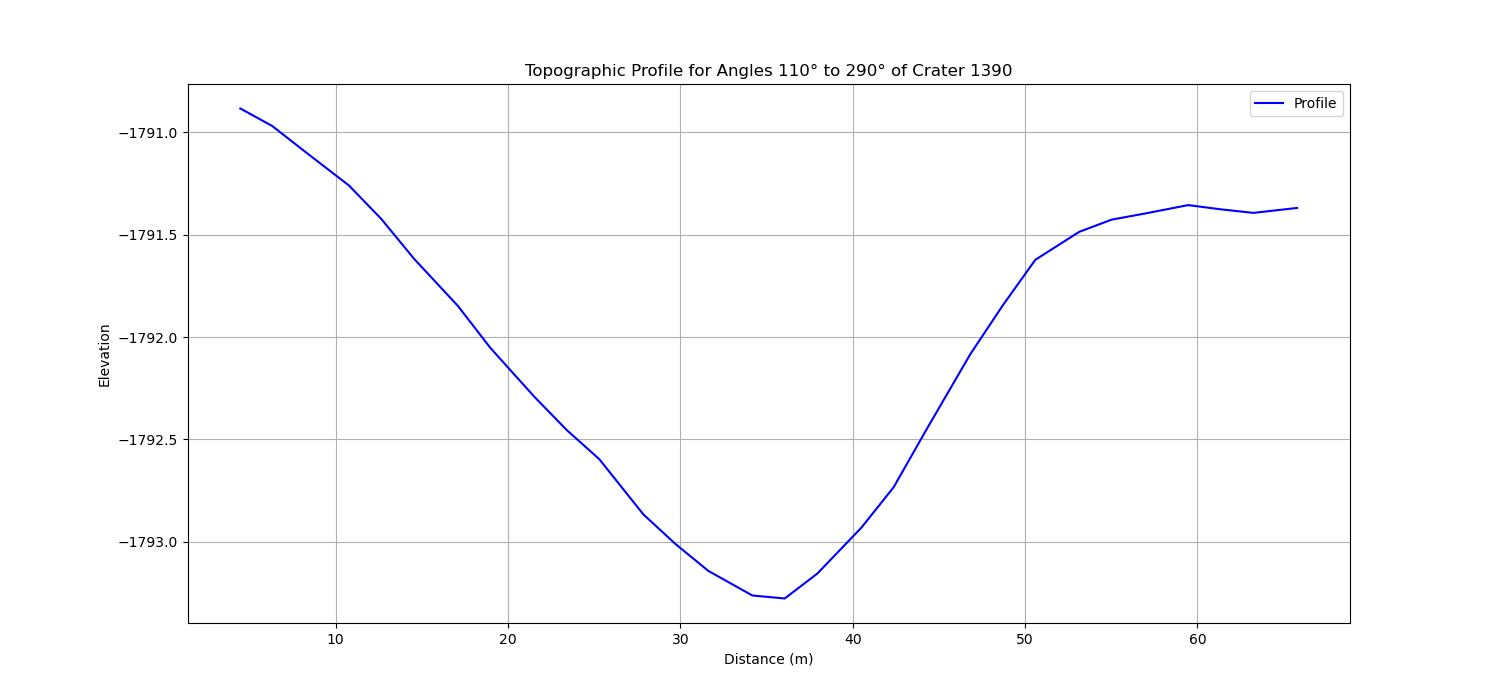 Topographic Profile for Angles 110° to 290° of Crater 1390
Profile
−1791.0
−1791.5
−1792.0
−1792.5
−1793.0
Elevation
10 20 30 40 50 60
Distance (m)